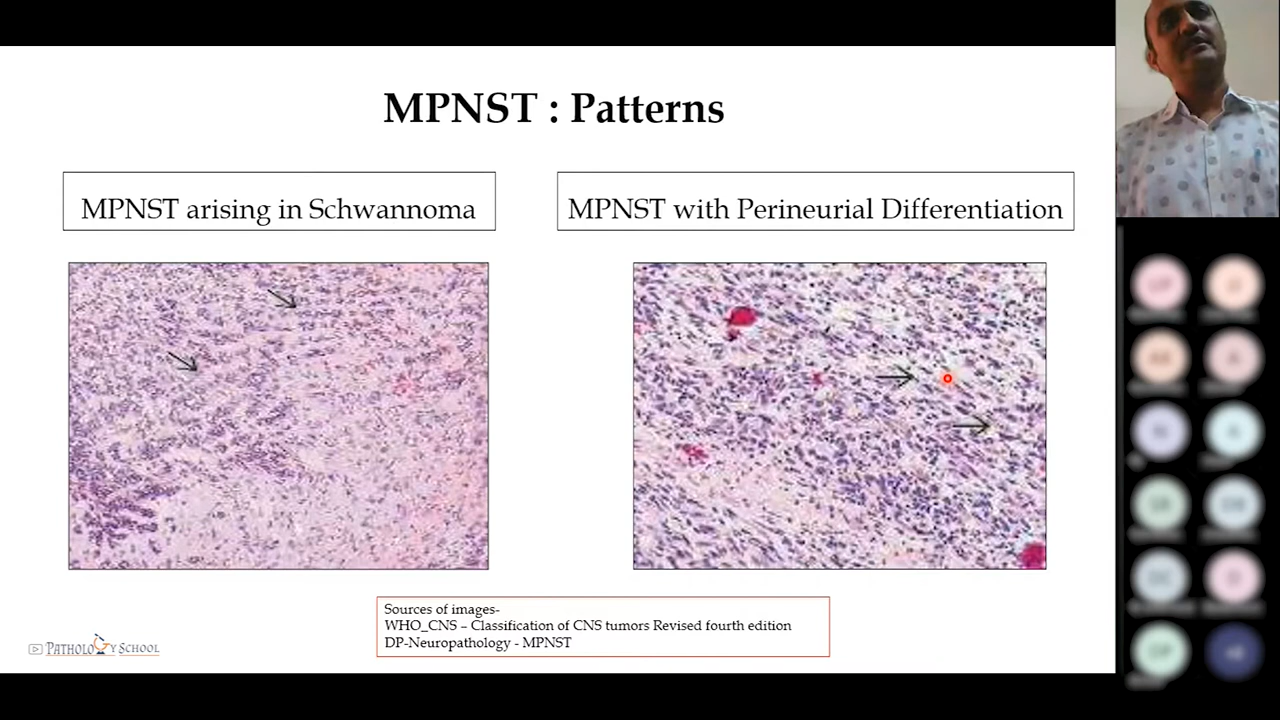 MPNST : Patterns
MPNST arising in Schwannoma
MPNST with Perineurial Differentiation
Sources of images-
WHO_CNS – Classification of CNS tumors Revised fourth edition
DP-Neuropathology - MPNST
PATHOLOGY SCHOOL